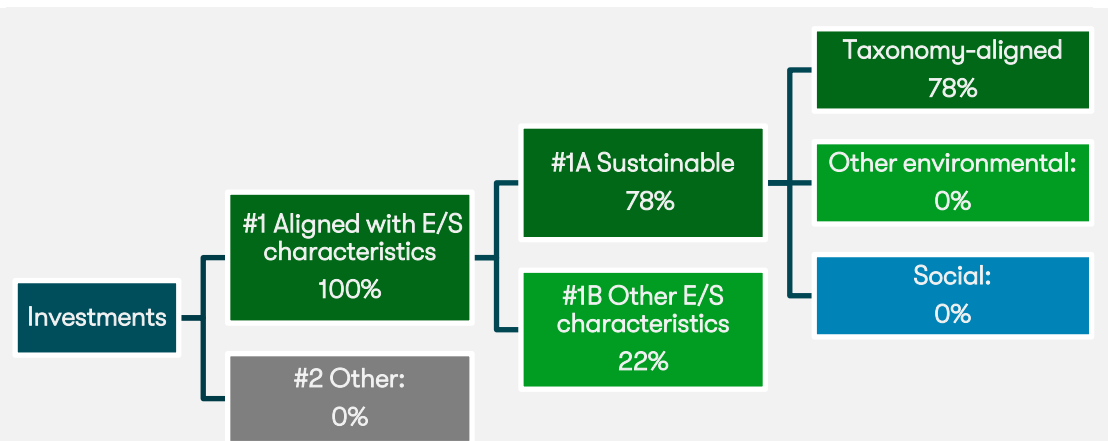 Investments
#1 Aligned with E/S
characteristics
100%
#2 Other:
0%
#1A Sustainable
78%
#1B Other E/S
characteristics
22%
Taxonomy-aligned
78%
Other environmental:
0%
Social:
0%